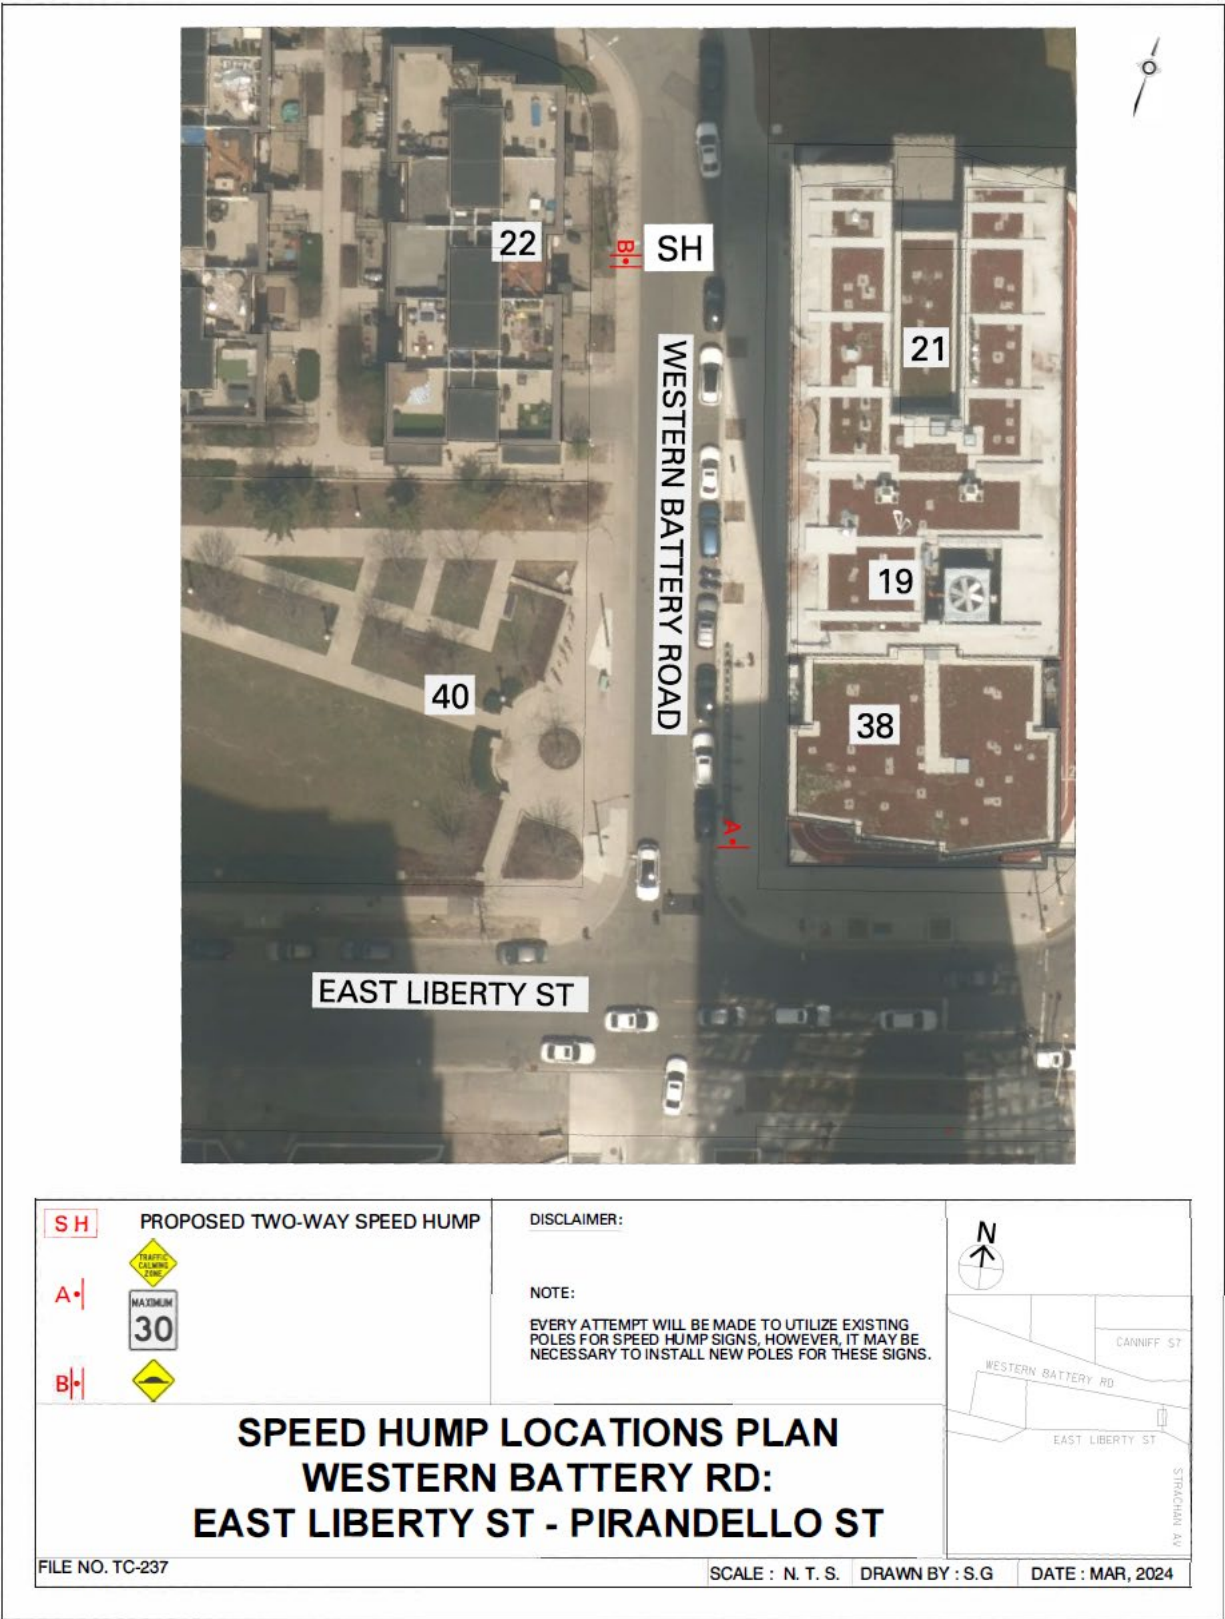 22
B
SH
21
WESTERN BATTERY ROAD
19
40
38
A
EAST LIBERTY ST
SH
PROPOSED TWO-WAY SPEED HUMP
TRAFFIC
CALMING
ZONE
A
MAXIMUM
30
B
DISCLAIMER:
NOTE:
EVERY ATTEMPT WILL BE MADE TO UTILIZE EXISTING
POLES FOR SPEED HUMP SIGNS, HOWEVER, IT MAY BE
NECESSARY TO INSTALL NEW POLES FOR THESE SIGNS.
N
CANNIFF ST
WESTERN BATTERY RD
EAST LIBERTY ST
STRACHAN AV
SPEED HUMP LOCATIONS PLAN
WESTERN BATTERY RD:
EAST LIBERTY ST - PIRANDELLO ST
FILE NO. TC-237
SCALE : N. T. S.
DRAWN BY : S.G
DATE : MAR, 2024